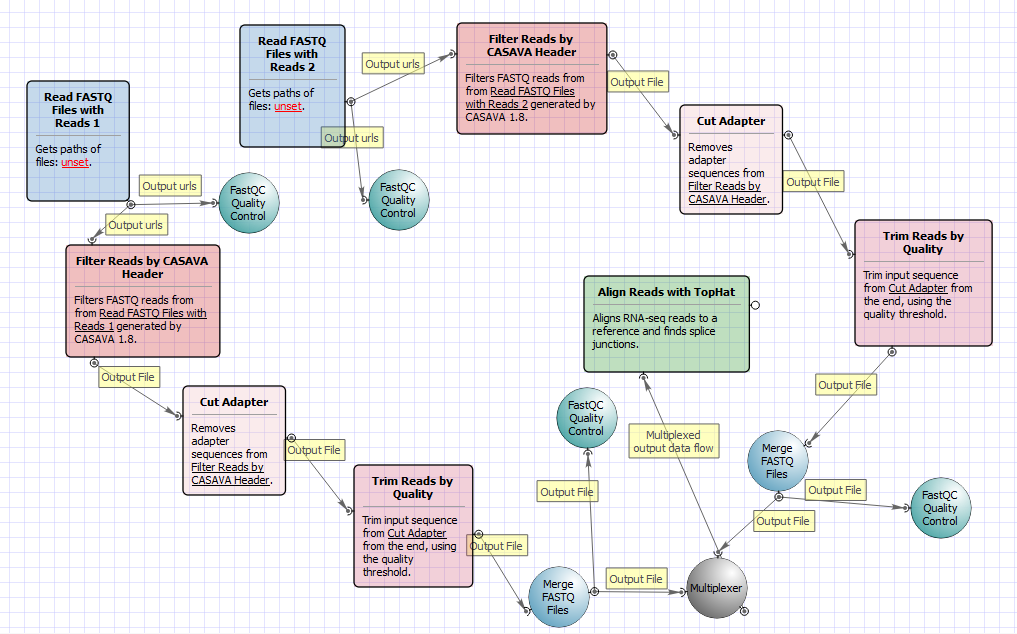 Read FASTQ
Files with
Reads 1
Gets paths of
files: unset.
Output urls
Output urls
FastQC
Quality
Control
Read FASTQ
Files with
Reads 2
Gets paths of
files: unset.
Output urls
Output urls
FastQC
Quality
Control
Filter Reads by
CASAVA Header
Filters FASTQ reads from
from Read FASTQ Files
with Reads 2 generated by
CASAVA 1.8.
Output File
Cut Adapter
Removes
adapter
sequences from
Filter Reads by
CASAVA Header.
Output File
Trim Reads by
Quality
Trim input sequence
from Cut Adapter from
the end, using the
quality threshold.
Output File
Merge
FASTQ
Files
Output File
FastQC
Quality
Control
Output File
Filter Reads by CASAVA
Header
Filters FASTQ reads from
from Read FASTQ Files with
Reads 1 generated by
CASAVA 1.8.
Output File
Cut Adapter
Removes
adapter
sequences from
Filter Reads by
CASAVA Header.
Output File
Trim Reads by
Quality
Trim input sequence
from Cut Adapter
from the end, using
the quality
threshold.
Output File
Merge
FASTQ
Files
Output File
FastQC
Quality
Control
Output File
Multiplexer
Multiplexed
output data flow
Align Reads with TopHat
Aligns RNA-seq reads to a
reference and finds splice
junctions.